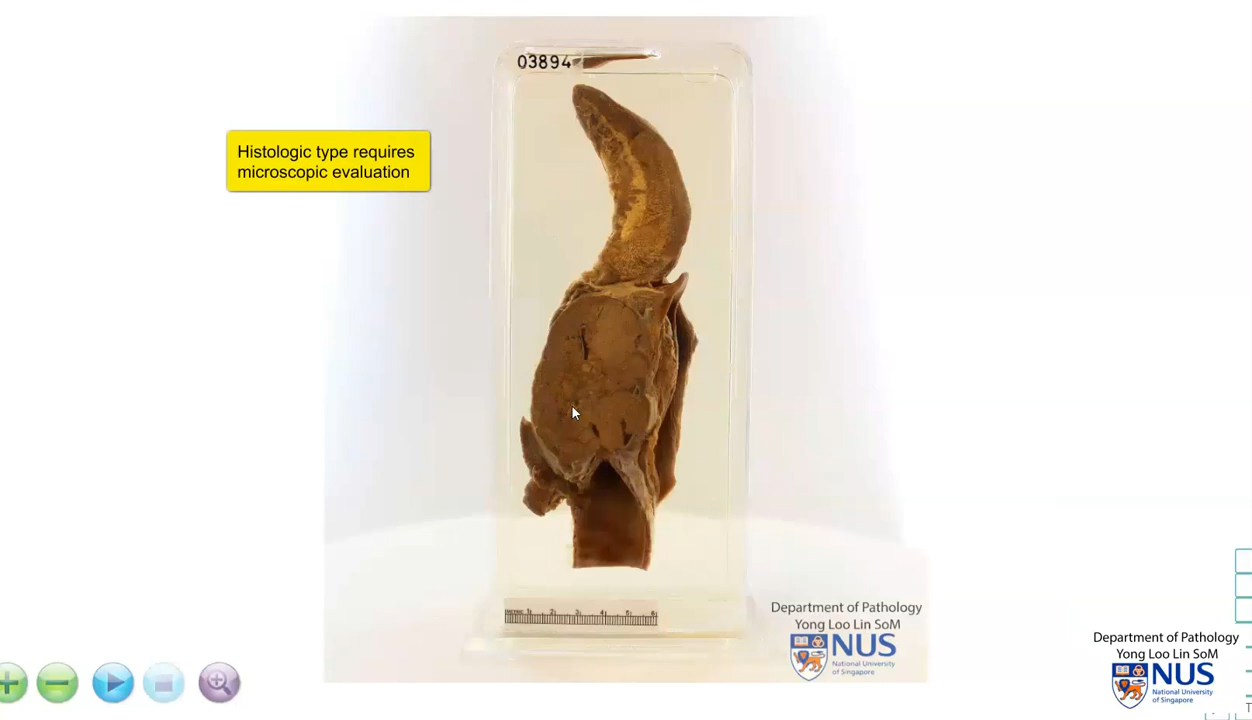 03894
Histologic type requires
microscopic evaluation
Department of Pathology
Yong Loo Lin SoM
NUS
National University
of Singapore
Department of Pathology
Yong Loo Lin SoM
NUS
National University
of Singapore